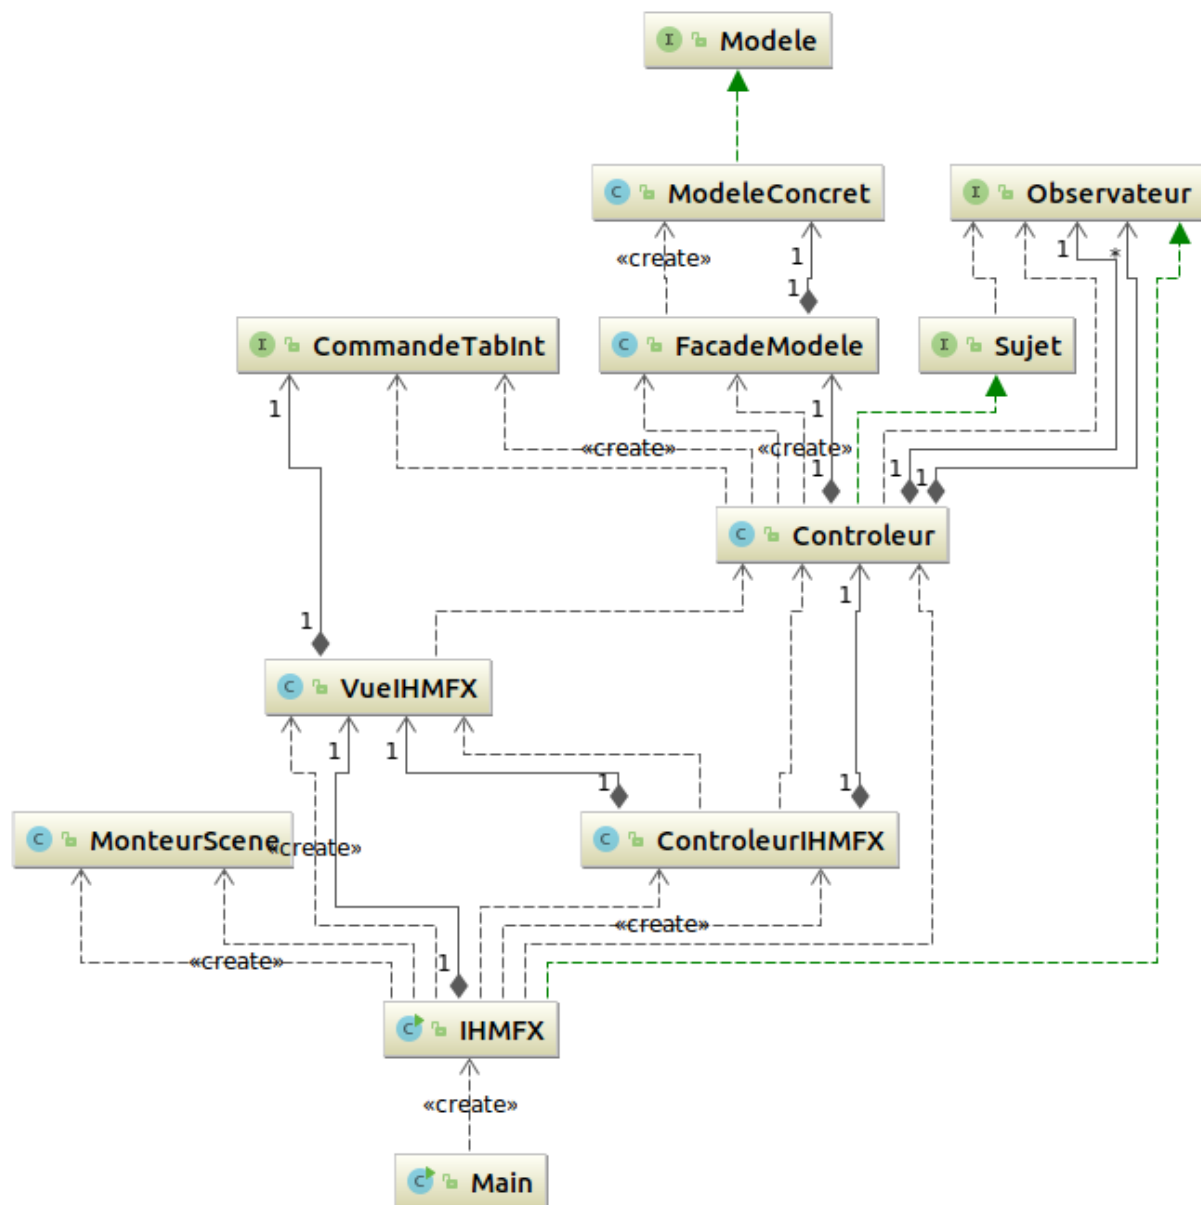 I Modele
C ModeleConcret
I Observateur
«create»
1
1
*
1
I CommandeTabInt
C FacadeModele
I Sujet
1
1
«create»
«create»
1
1
1
C Controleur
1
1
C VueIHMFX
1
1
1
1
C MonteurScene
«create»
C ControleurIHMFX
«create»
«create»
1
C IHMFX
«create»
C Main